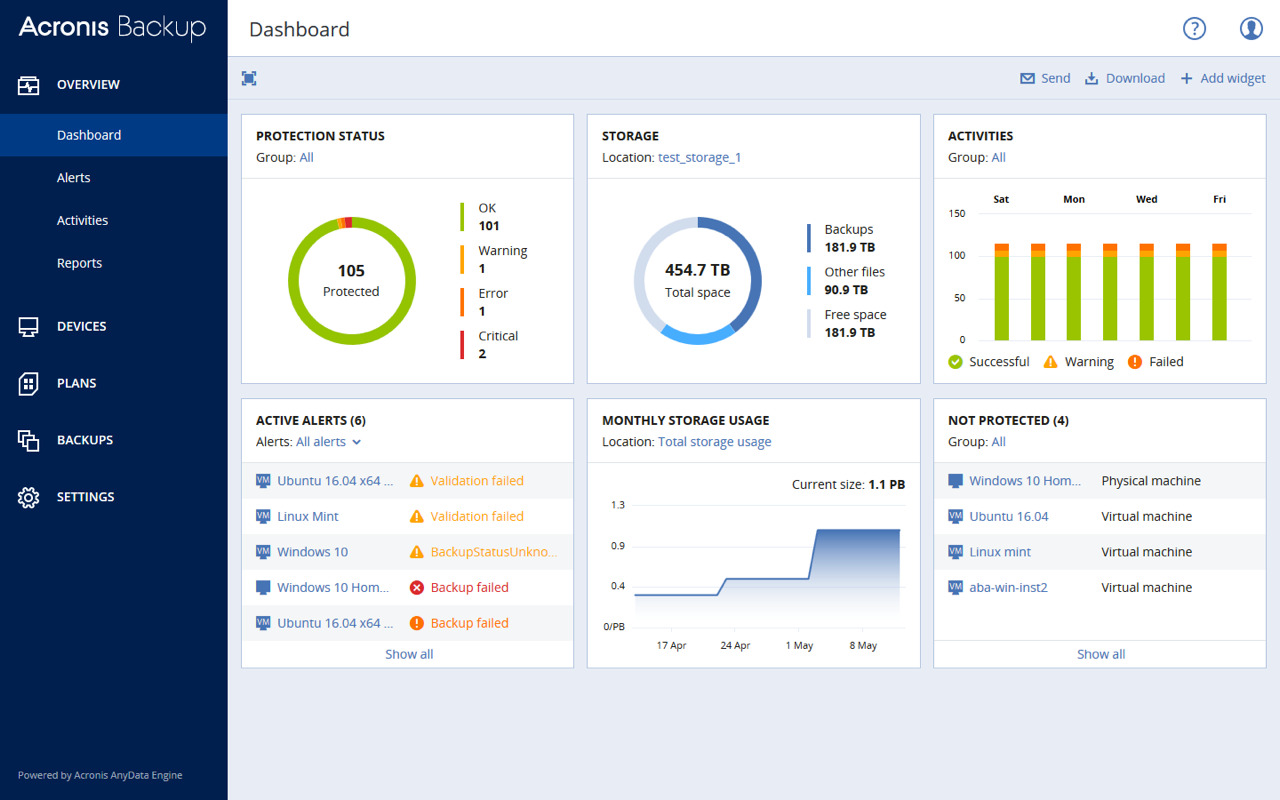 Acronis Backup
OVERVIEW
Dashboard
Alerts
Activities
Reports
DEVICES
PLANS
BACKUPS
SETTINGS
Powered by Acronis AnyData Engine
Dashboard
?
Send
Download
Add widget
PROTECTION STATUS
Group: All
105
Protected
OK
101
Warning
1
Error
1
Critical
2
STORAGE
Location: test_storage_1
454.7 TB
Total space
Backups
181.9 TB
Other files
90.9 TB
Free space
181.9 TB
ACTIVITIES
Group: All
Sat Mon Wed Fri
150
100
50
0
Successful Warning Failed
ACTIVE ALERTS (6)
Alerts: All alerts
VM Ubuntu 16.04 x64 ... Validation failed
VM Linux Mint Validation failed
VM Windows 10 BackupStatusUnkno...
Windows 10 Hom... Backup failed
VM Ubuntu 16.04 x64 ... Backup failed
Show all
MONTHLY STORAGE USAGE
Location: Total storage usage
Current size: 1.1 PB
1.3
0.9
0.4
0/PB
17 Apr 24 Apr 1 May 8 May
NOT PROTECTED (4)
Group: All
Windows 10 Hom... Physical machine
VM Ubuntu 16.04 Virtual machine
VM Linux mint Virtual machine
VM aba-win-inst2 Virtual machine
Show all